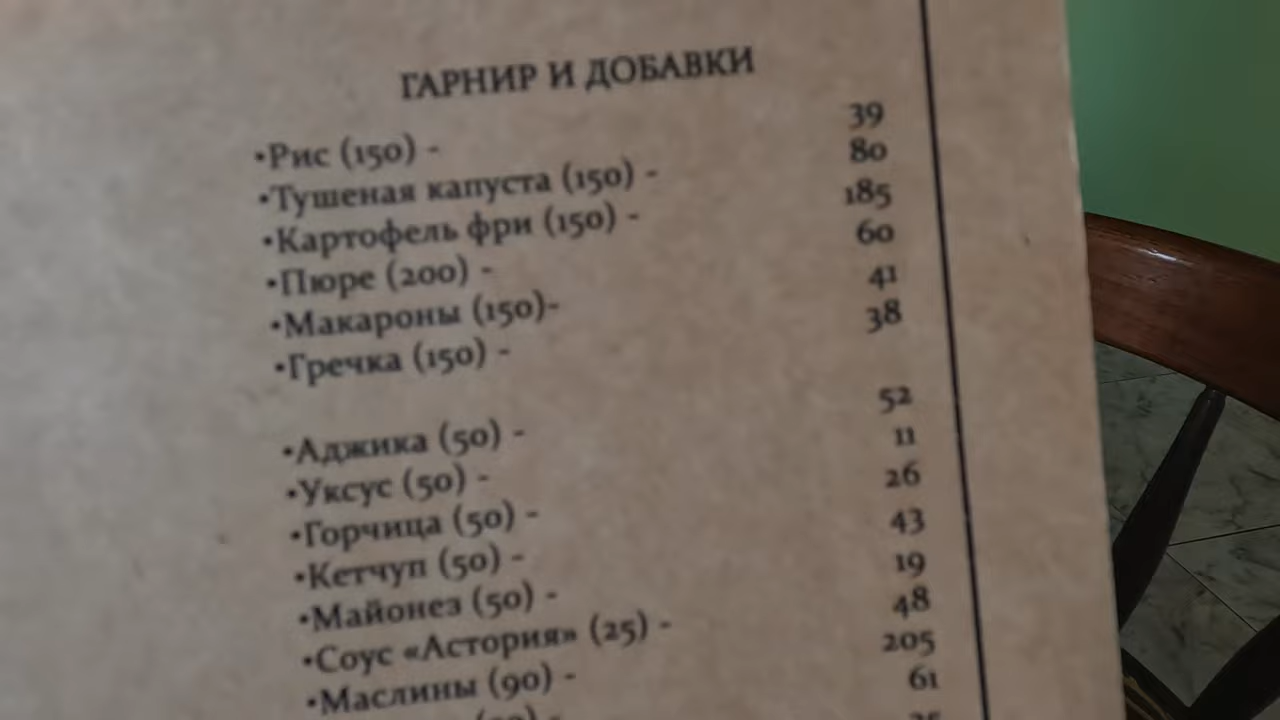 ГАРНИР И ДОБАВКИ
•Рис (150) - 39
•Тушеная капуста (150) - 80
•Картофель фри (150) - 185
•Пюре (200) - 60
•Макароны (150)- 41
•Гречка (150) - 38
•Аджика (50) - 52
•Уксус (50) - 11
•Горчица (50) - 26
•Кетчуп (50) - 43
•Майонез (50) - 19
•Соус «Астория» (25) - 48
•Маслины (90) - 205
61